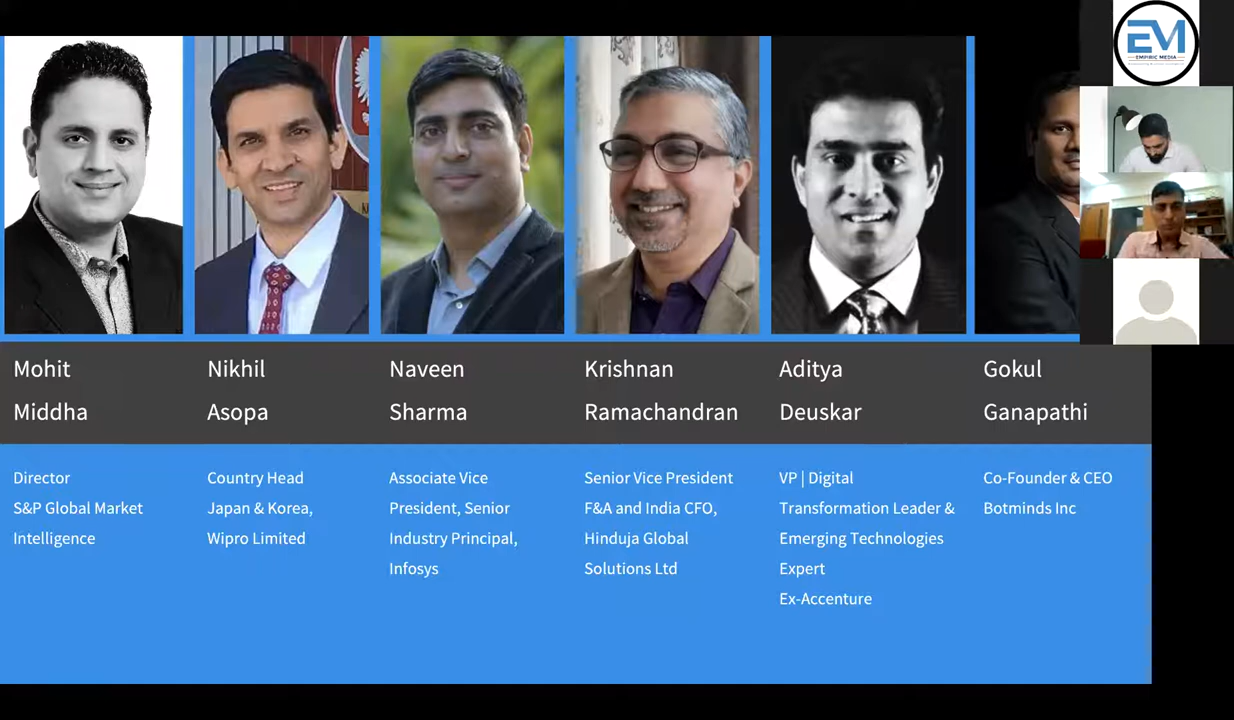 EM
EMPIRIC MEDIA
Mohit
Middha
Nikhil
Asopa
Naveen
Sharma
Krishnan
Ramachandran
Aditya
Deuskar
Gokul
Ganapathi
Director
S&P Global Market
Intelligence
Country Head
Japan & Korea,
Wipro Limited
Associate Vice
President, Senior
Industry Principal,
Infosys
Senior Vice President
F&A and India CFO,
Hinduja Global
Solutions Ltd
VP | Digital
Transformation Leader &
Emerging Technologies
Expert
Ex-Accenture
Co-Founder & CEO
Botminds Inc